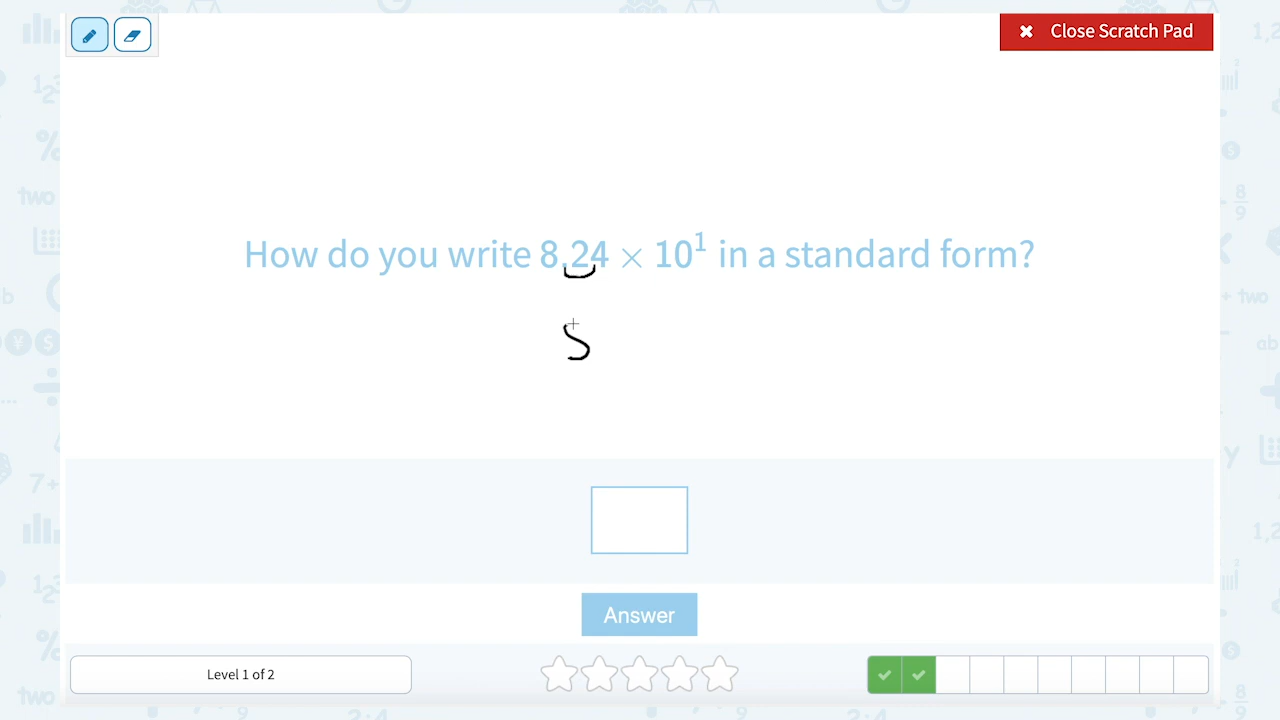 Close Scratch Pad
How do you write 8.24 × 10¹ in a standard form?
Answer
Level 1 of 2